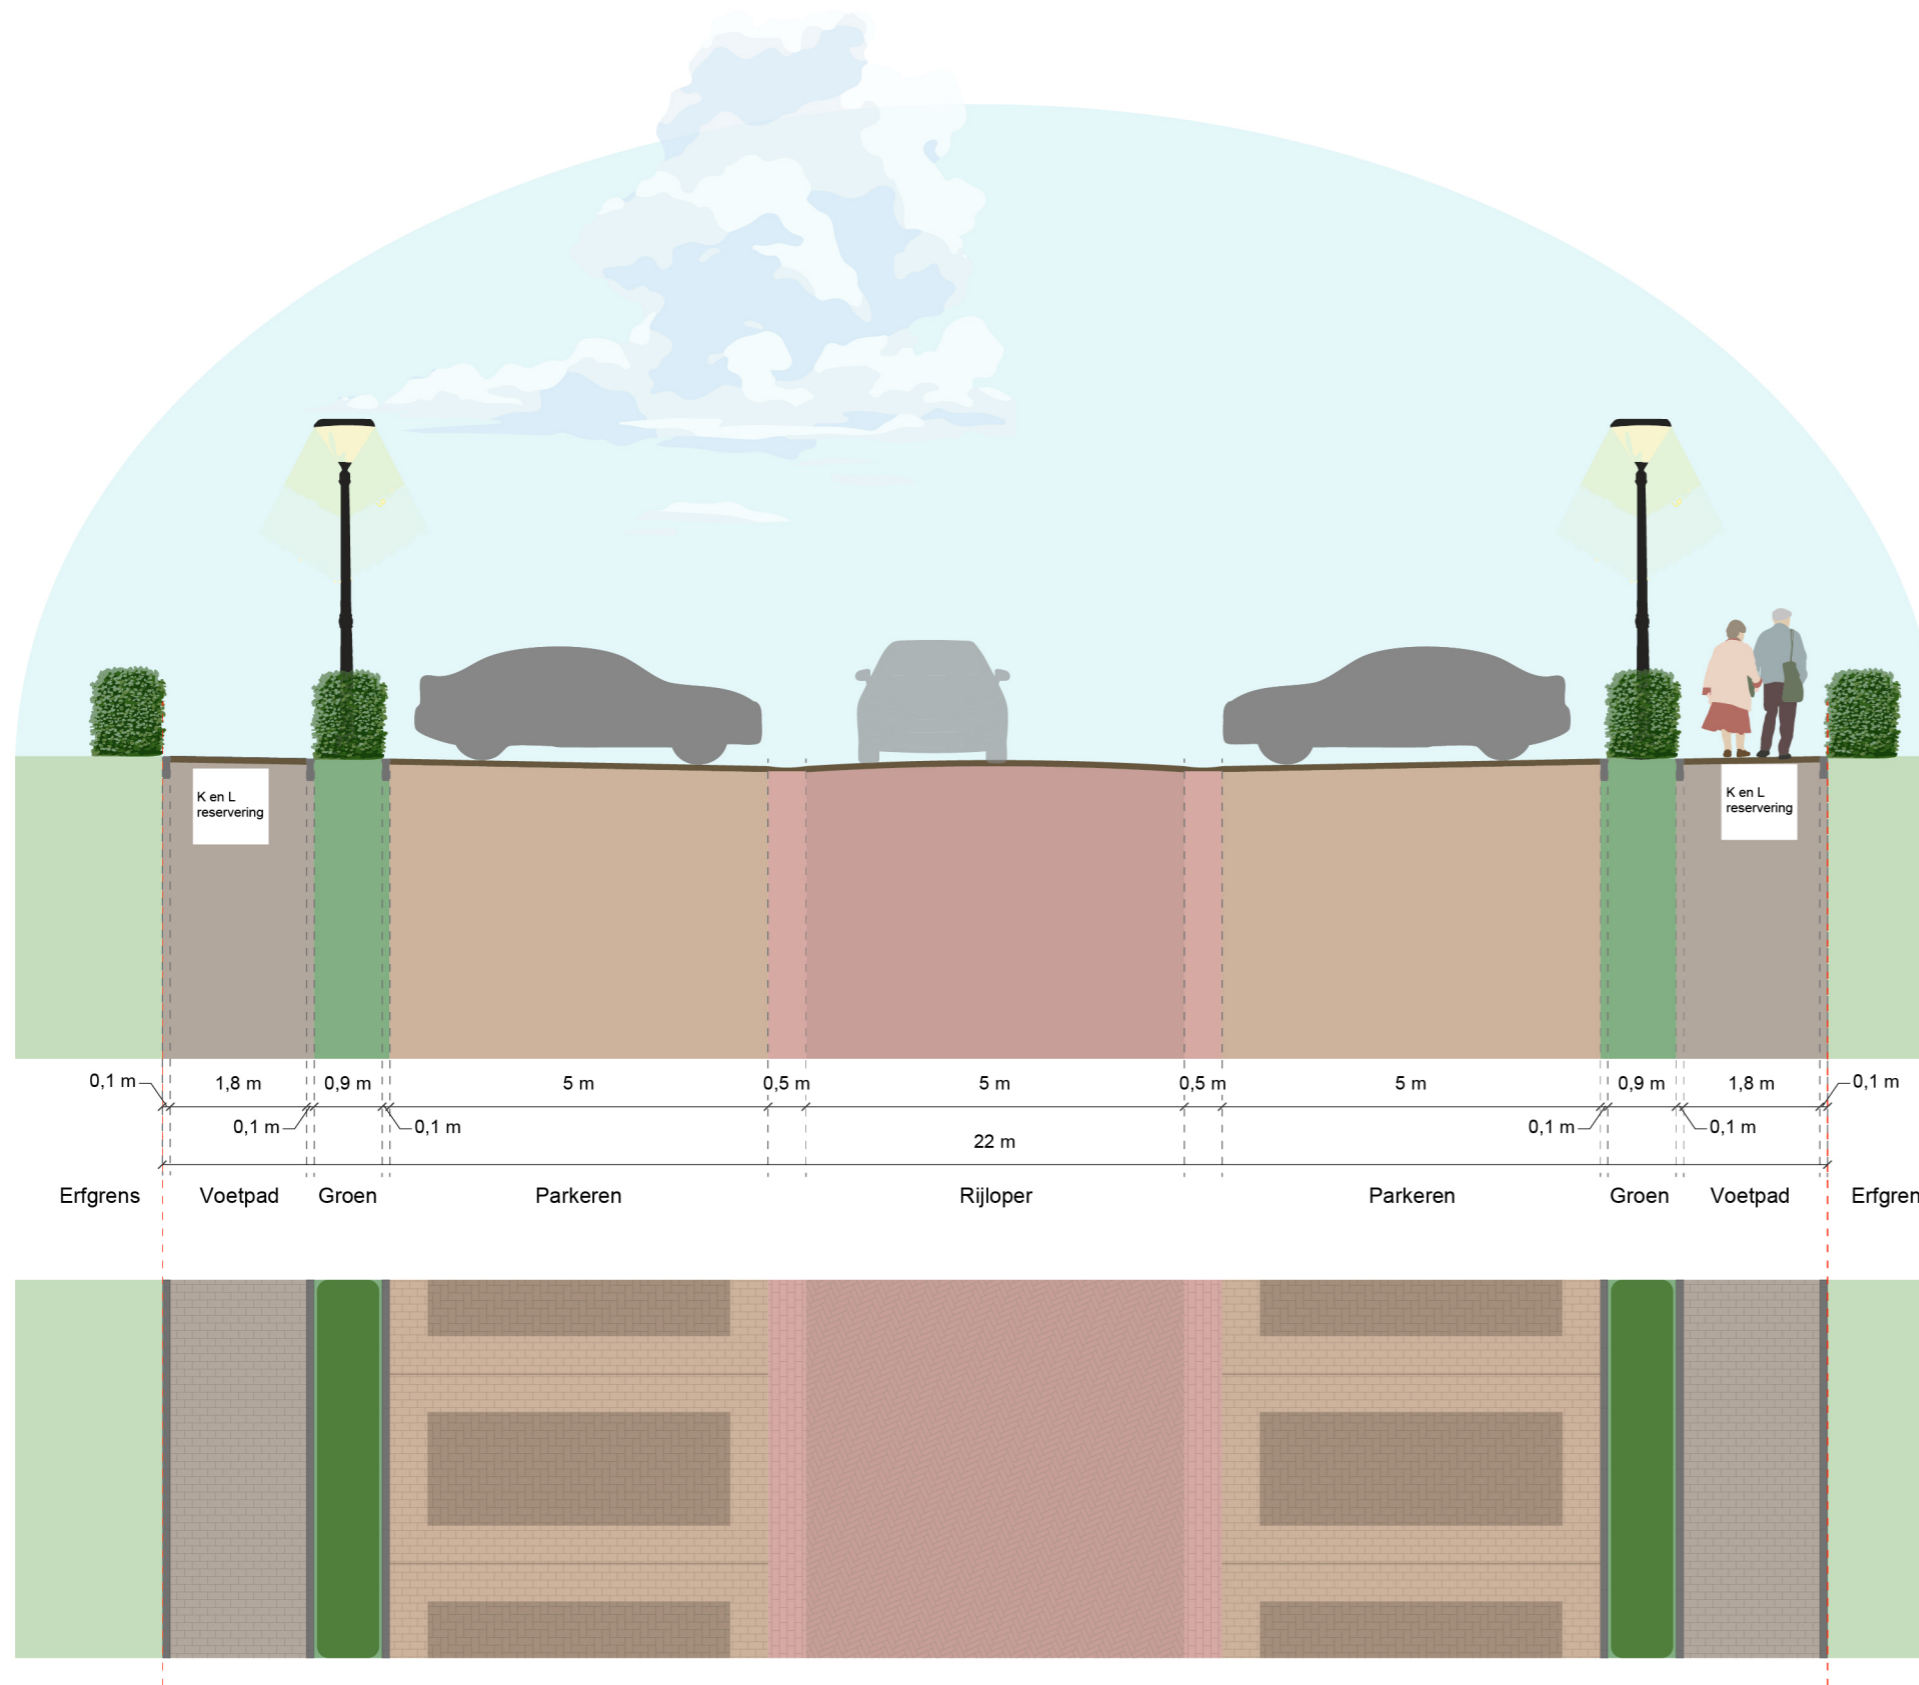 K en L
reservering
K en L
reservering
0,1 m
1,8 m
0,9 m
5 m
0,5 m
5 m
0,5 m
5 m
0,9 m
1,8 m
0,1 m
0,1 m
0,1 m
0,1 m
0,1 m
22 m
Erfgrens
Voetpad
Groen
Parkeren
Rijloper
Parkeren
Groen
Voetpad
Erfgren